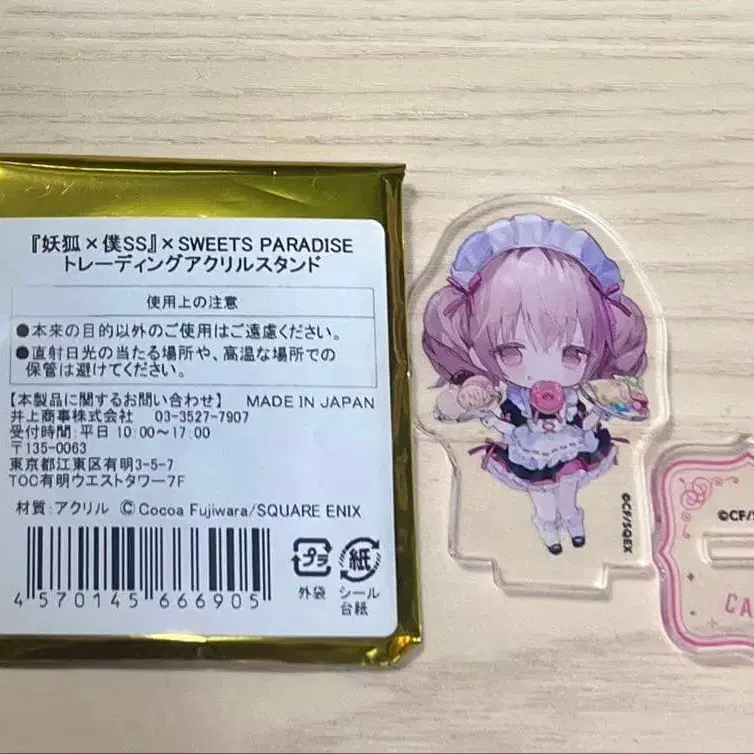 『妖狐×僕SS』×SWEETS PARADISE
トレーディングアクリルスタンド
使用上の注意
●本来の目的以外のご使用はご遠慮ください。
●直射日光の当たる場所や、高温な場所での
保管は避けてください。
【本製品に関するお問い合わせ】 MADE IN JAPAN
井上商事株式会社 03-3527-7907
受付時間:平日 10:00~17:00
〒135-0063
東京都江東区有明3-5-7
TOC有明ウエストタワー7F
材質:アクリル ©Cocoa Fujiwara/SQUARE ENIX
4 570145 666905
プラ
外袋
紙
シール
台紙
©CF/SQEX
©CF/S
CA